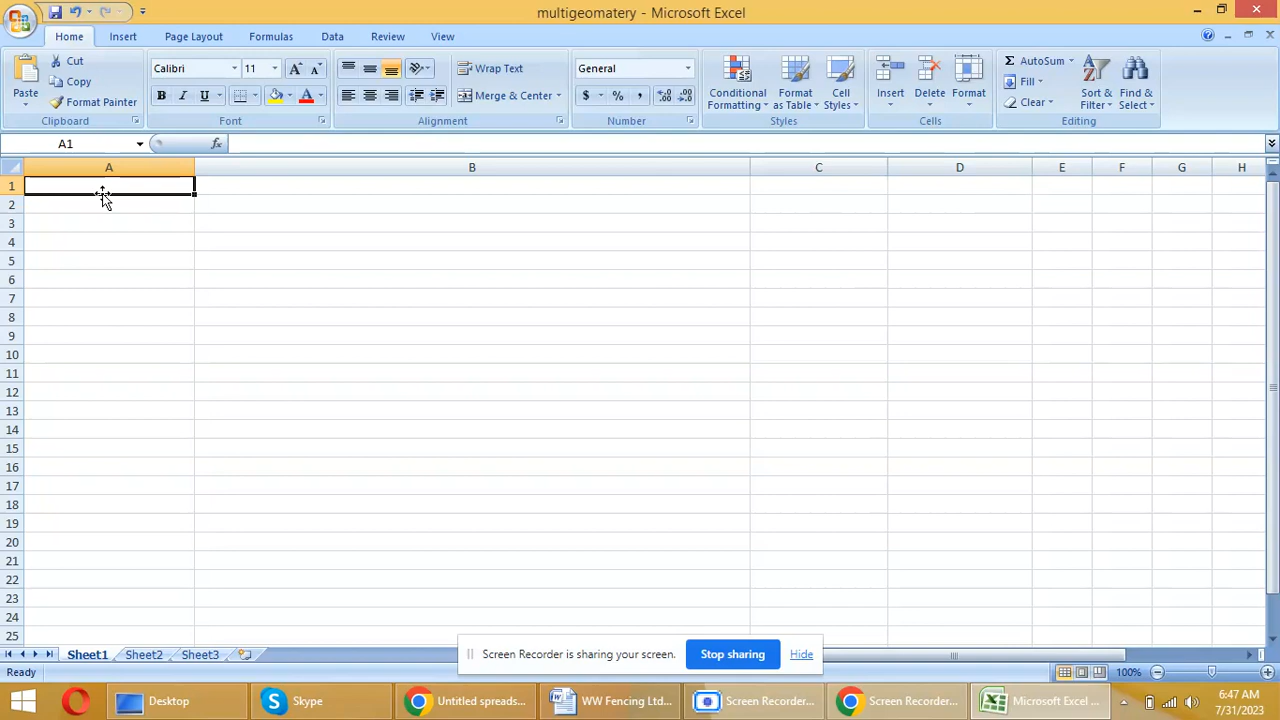 multigeomatery - Microsoft Excel
Home Insert Page Layout Formulas Data Review View
Paste
Cut
Copy
Format Painter
Clipboard
Calibri 11
B I U A
Font
Wrap Text
Merge & Center
Alignment
General
$ % ,
Number
Conditional Formatting
Format as Table
Cell Styles
Styles
Insert Delete Format
Cells
AutoSum
Fill
Clear
Sort & Filter
Find & Select
Editing
A1 fx
A B C D E F G H
1
2
3
4
5
6
7
8
9
10
11
12
13
14
15
16
17
18
19
20
21
22
23
24
25
Sheet1 Sheet2 Sheet3
Screen Recorder is sharing your screen. Stop sharing Hide
Ready 100%
Desktop Skype Untitled spreads... WW Fencing Ltd... Screen Recorder... Screen Recorder... Microsoft Excel ...
6:47 AM
7/31/2023